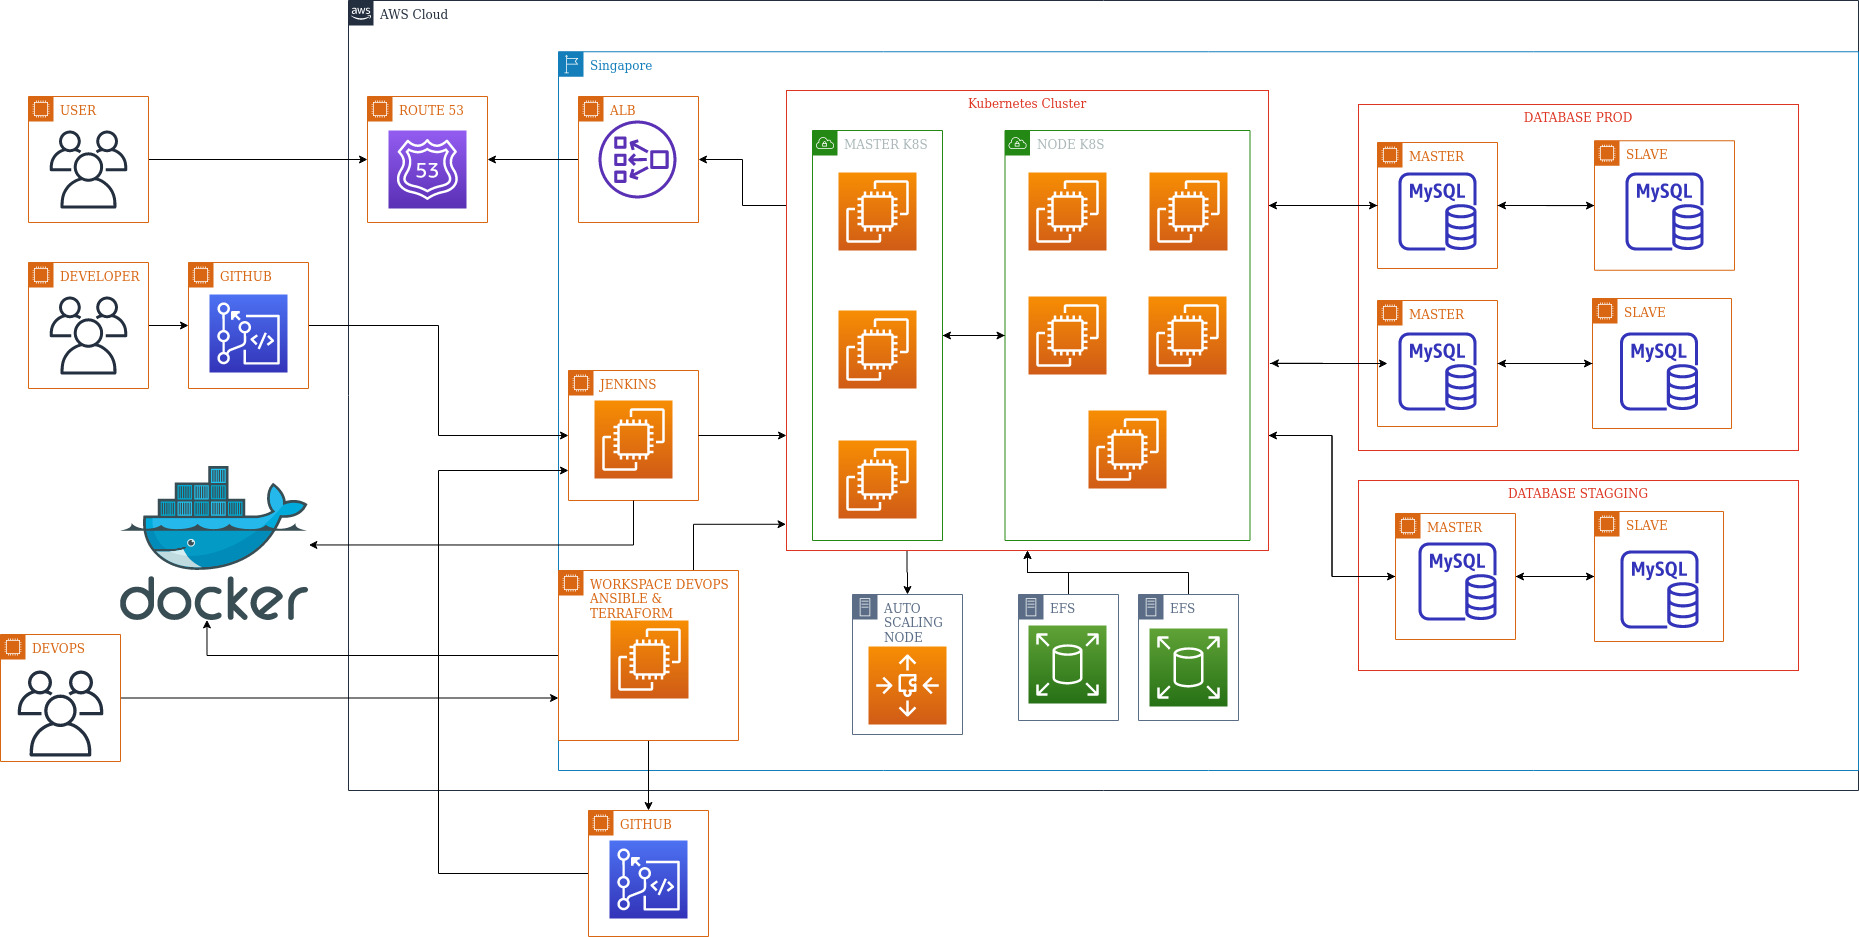 aws
AWS Cloud
Singapore
USER
ROUTE 53
53
ALB
Kubernetes Cluster
MASTER K8S
NODE K8S
DATABASE PROD
MASTER
MySQL
SLAVE
MySQL
DEVELOPER
GITHUB
MASTER
MySQL
SLAVE
MySQL
JENKINS
DATABASE STAGGING
MASTER
MySQL
SLAVE
MySQL
docker
WORKSPACE DEVOPS
ANSIBLE &
TERRAFORM
AUTO
SCALING
NODE
EFS
EFS
DEVOPS
GITHUB